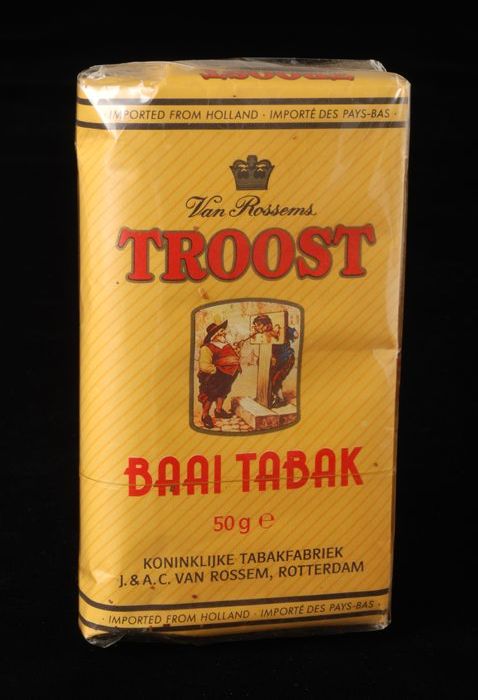 TROOST
· IMPORTED FROM HOLLAND · IMPORTÉ DES PAYS-BAS ·
Van Rossems
TROOST
BAAI TABAK
50 g ℮
KONINKLIJKE TABAKFABRIEK
J. & A.C. VAN ROSSEM, ROTTERDAM
· IMPORTED FROM HOLLAND · IMPORTÉ DES PAYS-BAS ·